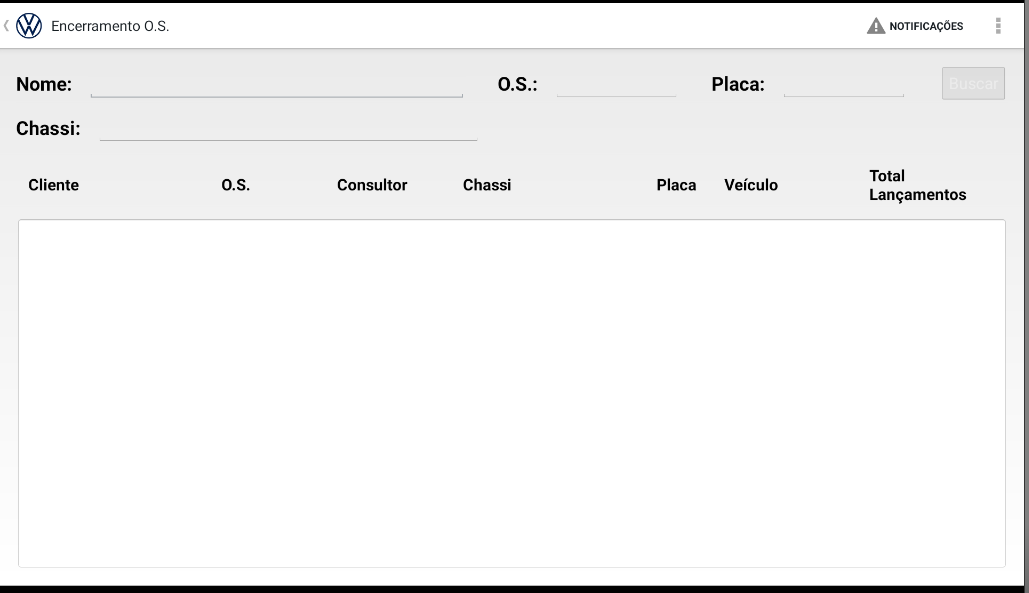 Encerramento O.S.
NOTIFICAÇÕES
Nome:
O.S.:
Placa:
Buscar
Chassi:
Cliente
O.S.
Consultor
Chassi
Placa
Veículo
Total
Lançamentos